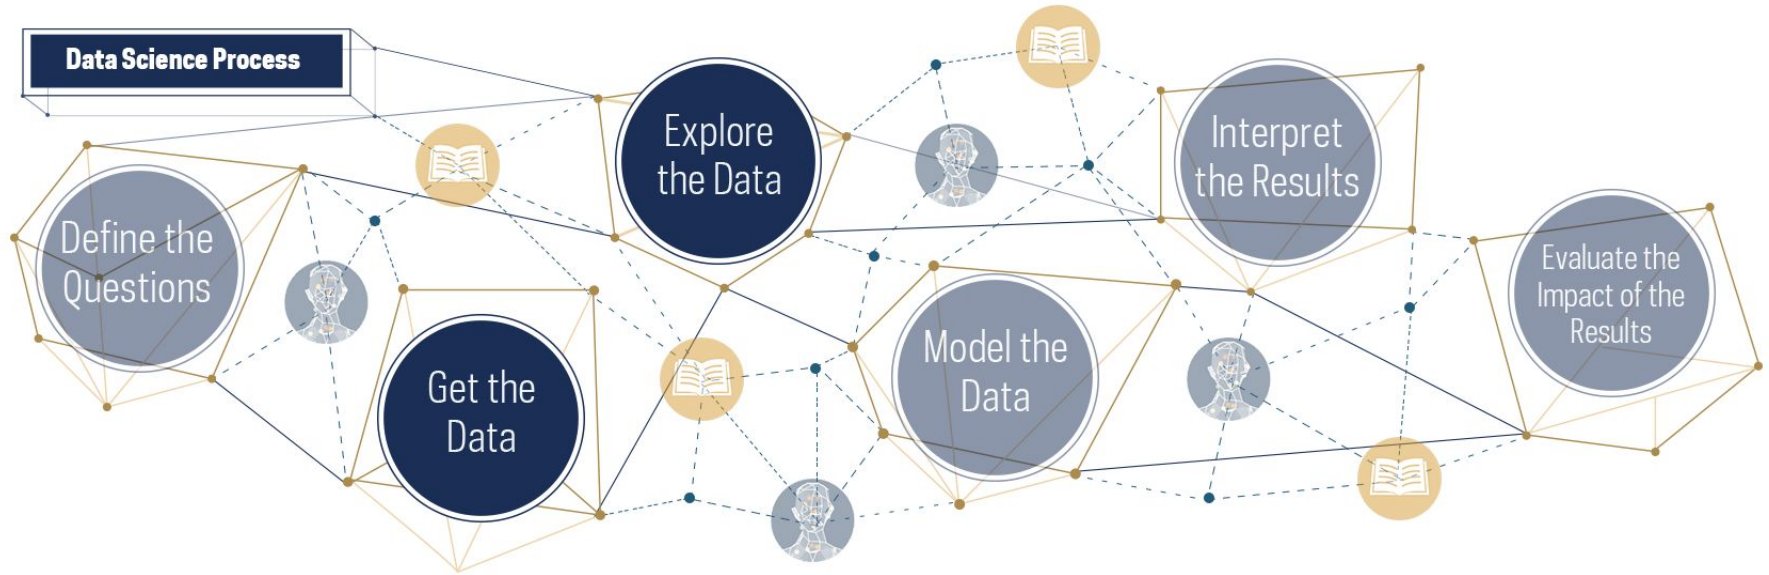 Data Science Process
Define the
Questions
Get the
Data
Explore
the Data
Model the
Data
Interpret
the Results
Evaluate the
Impact of the
Results